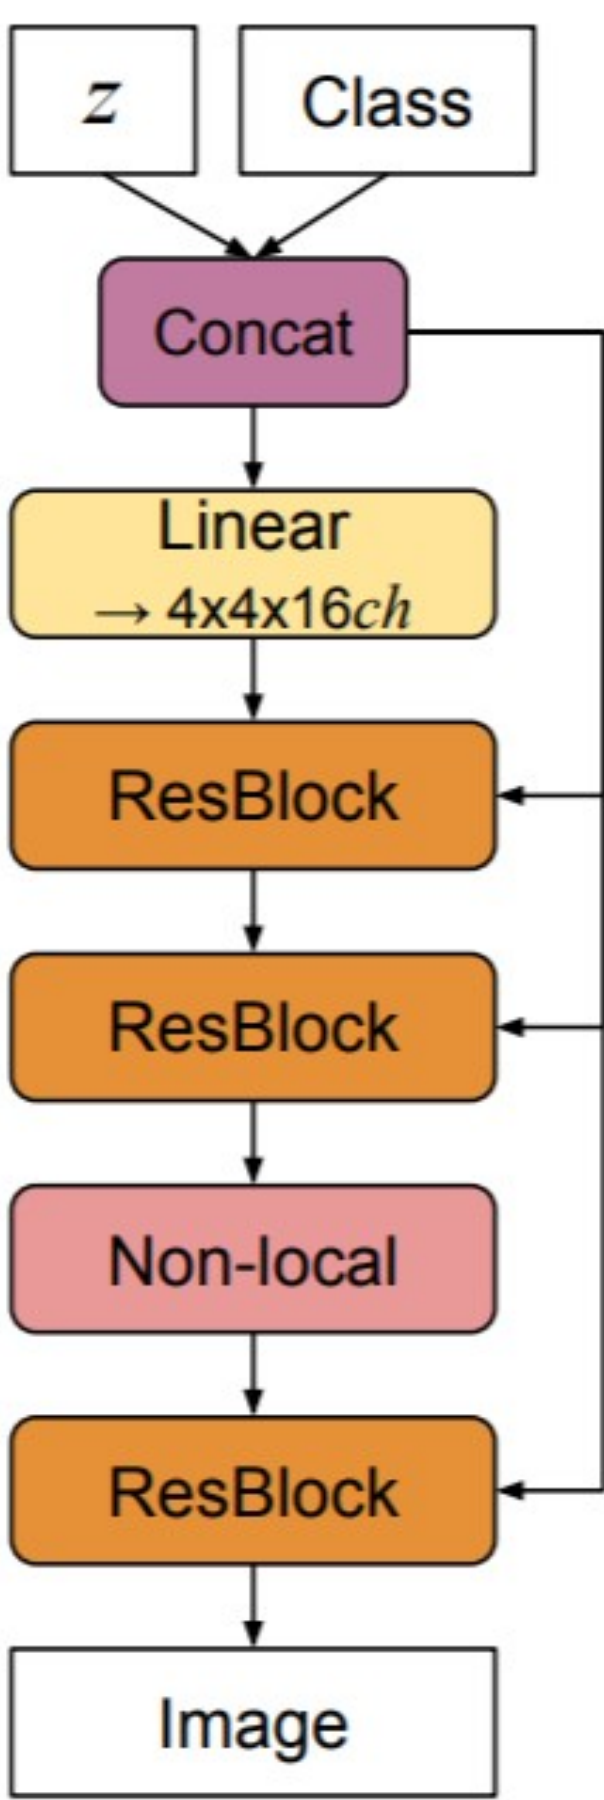 z
Class
Concat
Linear
→ 4x4x16ch
ResBlock
ResBlock
Non-local
ResBlock
Image